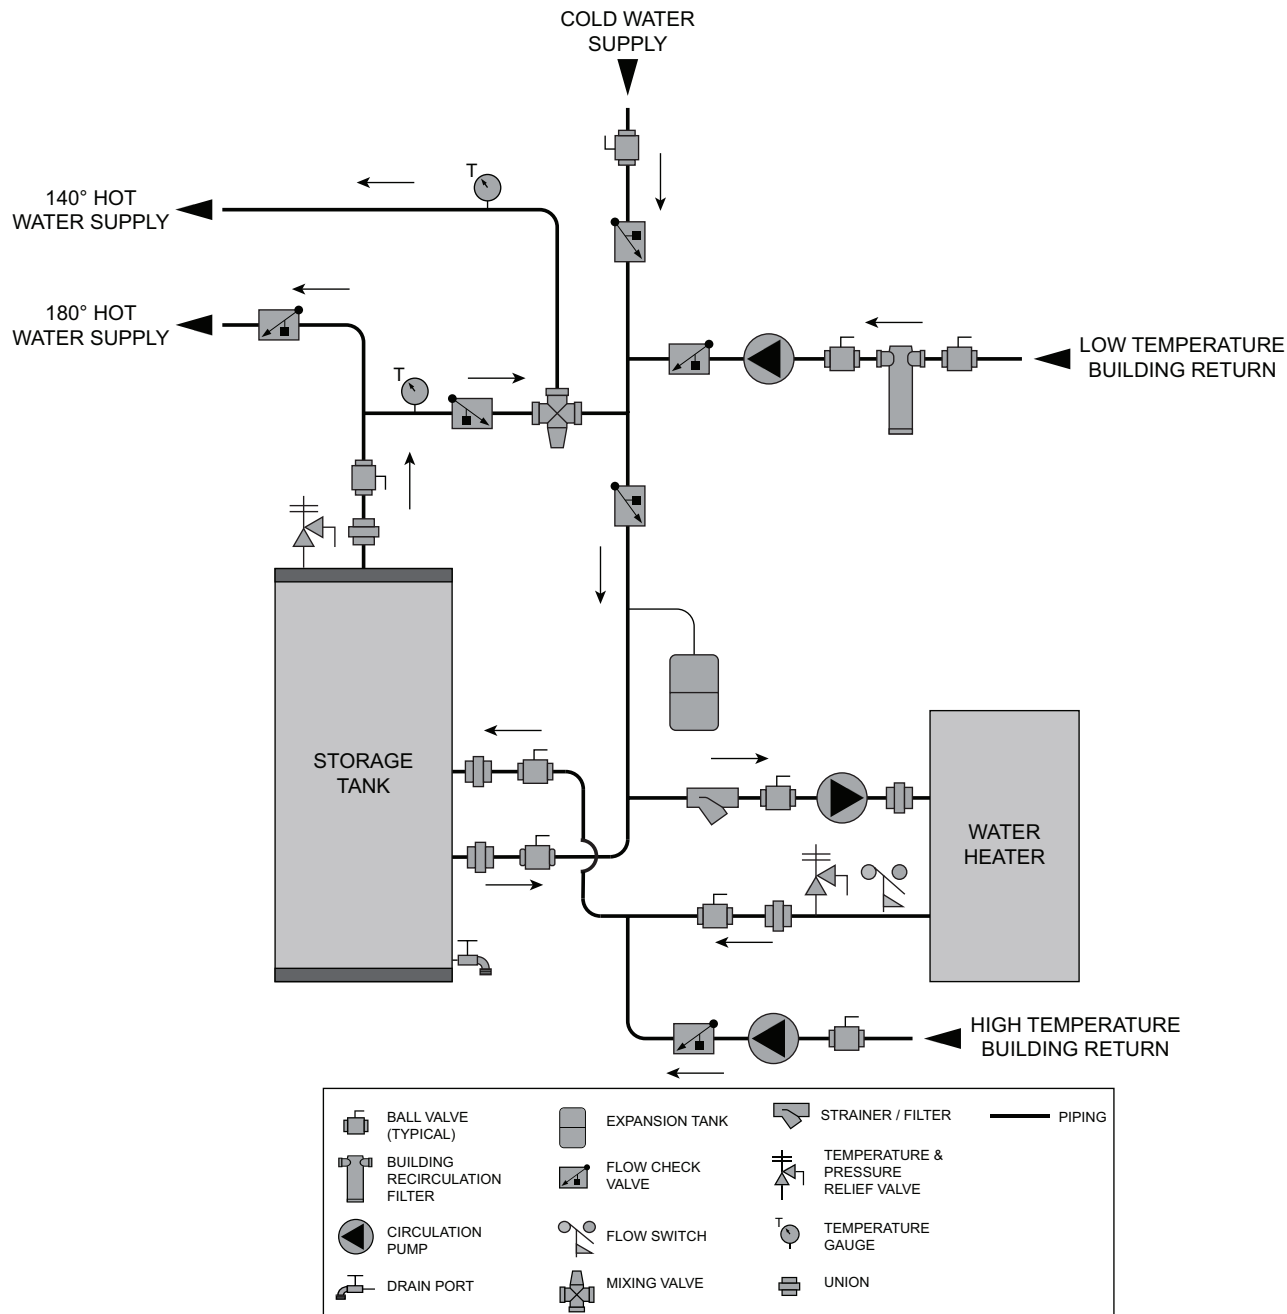 COLD WATER
SUPPLY
T
140° HOT
WATER SUPPLY
180° HOT
WATER SUPPLY
T
LOW TEMPERATURE
BUILDING RETURN
STORAGE
TANK
WATER
HEATER
HIGH TEMPERATURE
BUILDING RETURN
BALL VALVE
(TYPICAL)
BUILDING
RECIRCULATION
FILTER
CIRCULATION
PUMP
DRAIN PORT
EXPANSION TANK
FLOW CHECK
VALVE
FLOW SWITCH
MIXING VALVE
STRAINER / FILTER
TEMPERATURE &
PRESSURE
RELIEF VALVE
T
TEMPERATURE
GAUGE
UNION
PIPING